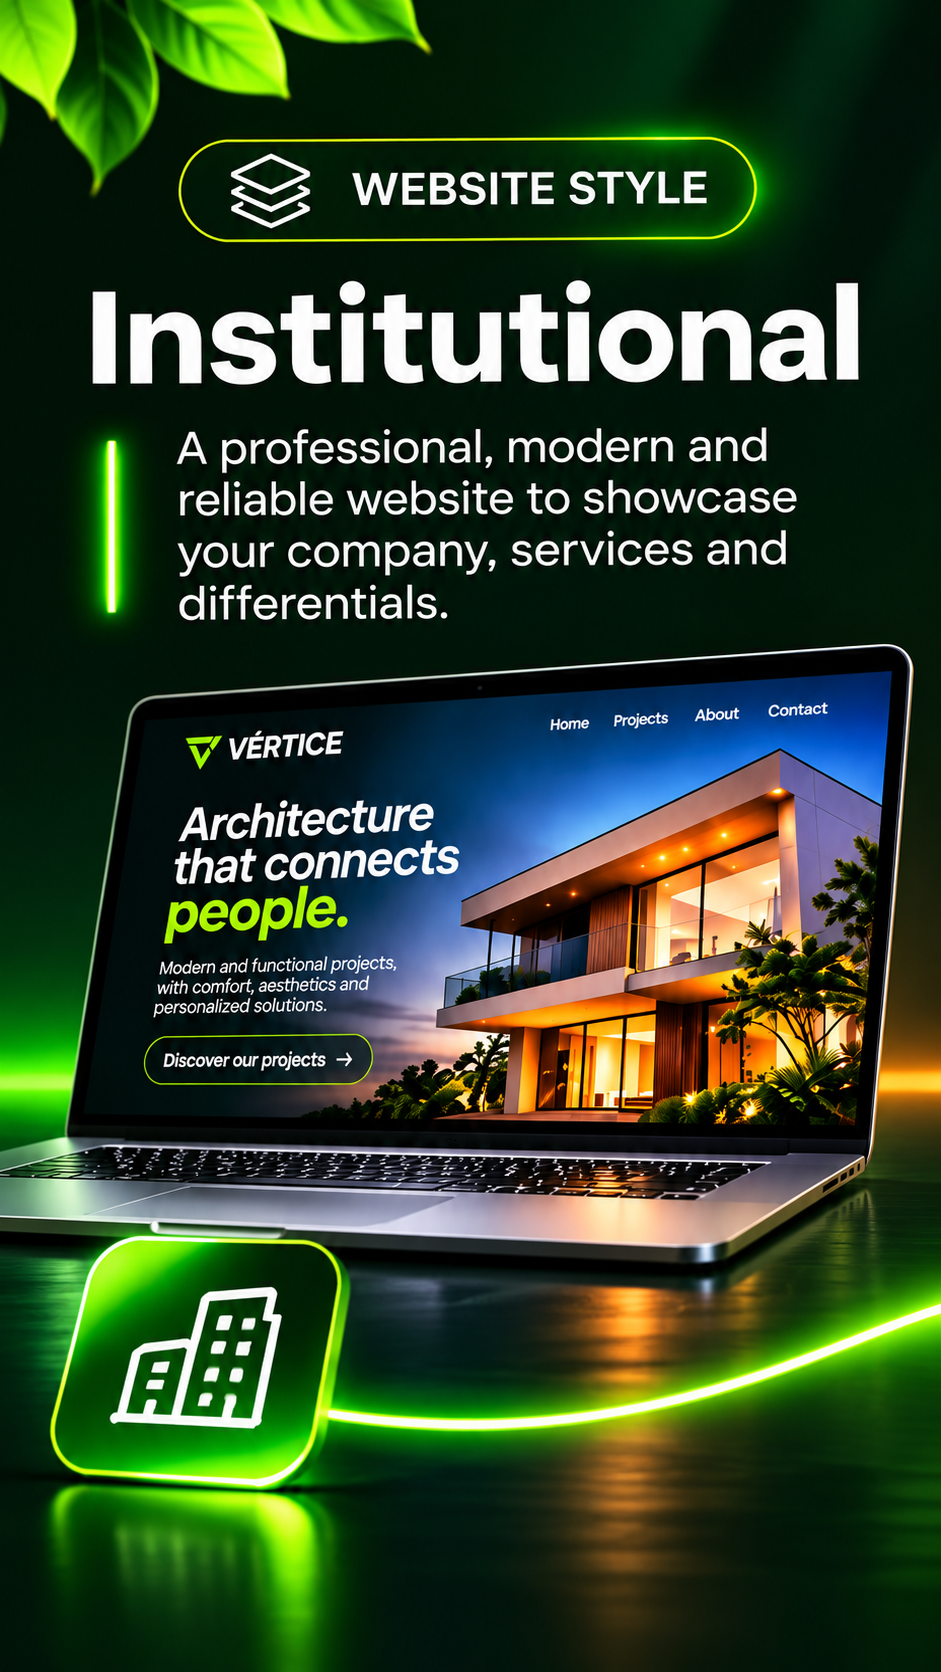 WEBSITE STYLE
Institutional
A professional, modern and
reliable website to showcase
your company, services and
differentials.
VÉRTICE
Home Projects About Contact
Architecture
that connects
people.
Modern and functional projects,
with comfort, aesthetics and
personalized solutions.
Discover our projects →